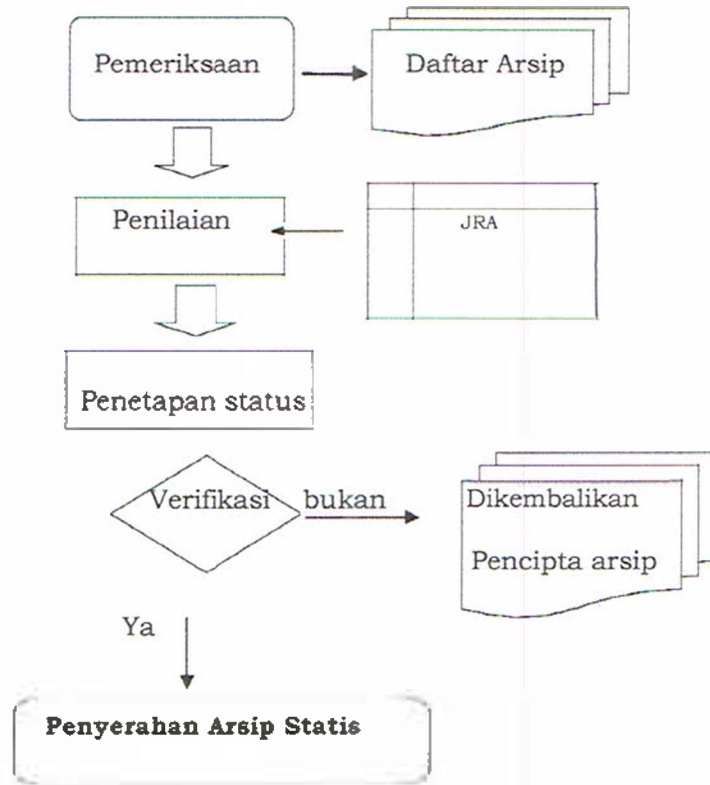 Pemeriksaan
Daftar Arsip
Penilaian
JRA
Penetapan status
Verifikasi
bukan
Dikembalikan
Pencipta arsip
Ya
Penyerahan Arsip Statis